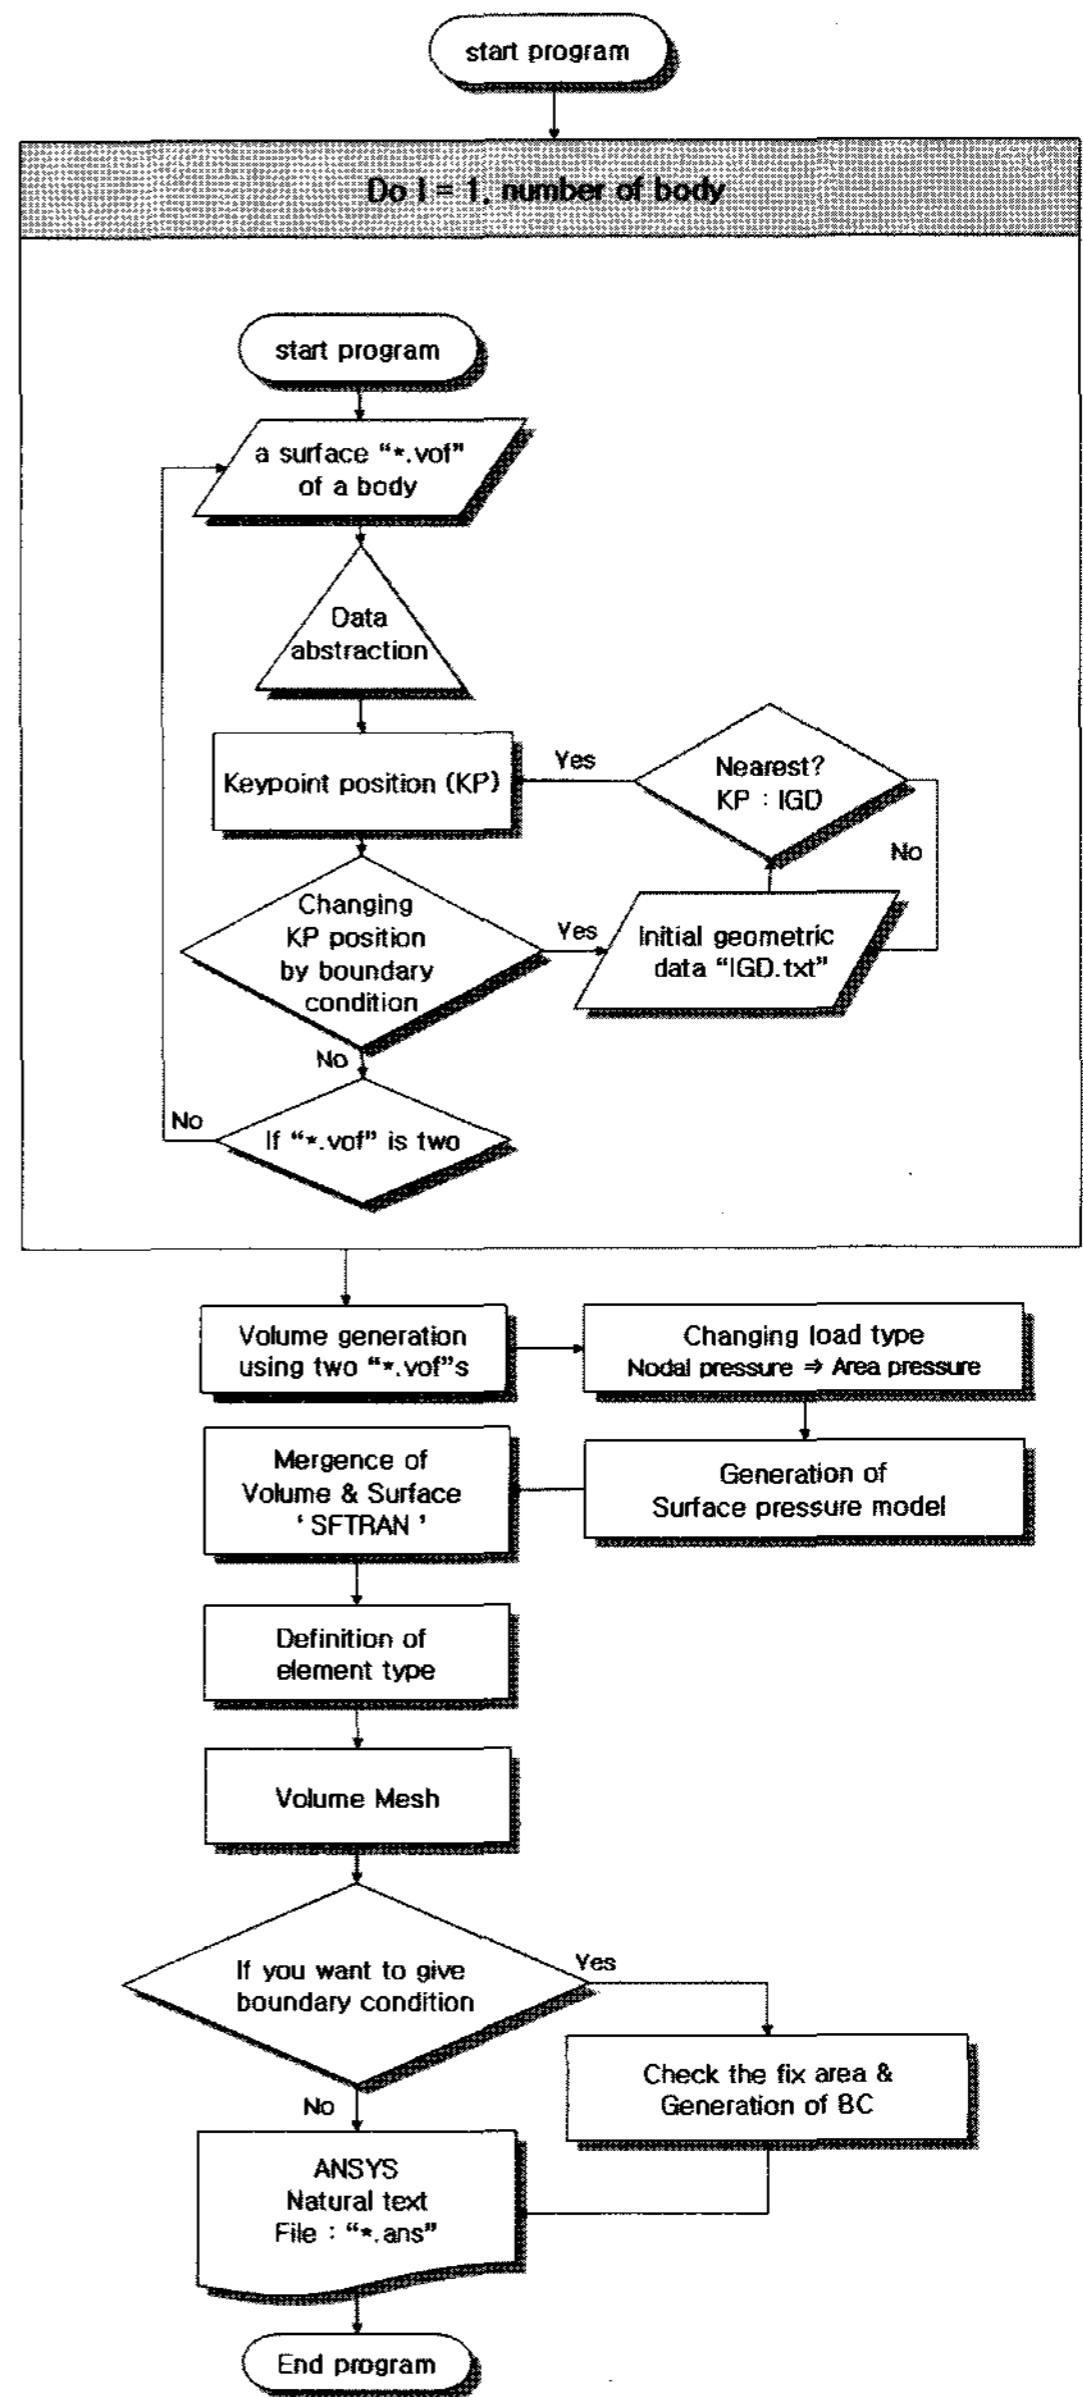 start program
Do I = 1, number of body
start program
a surface “*.vof”
of a body
Data
abstraction
Keypoint position (KP)
Yes
Nearest?
KP : IGD
No
Changing
KP position
by boundary
condition
Yes
Initial geometric
data “IGD.txt”
No
If “*.vof” is two
No
Volume generation
using two “*.vof”s
Changing load type
Nodal pressure ⇒ Area pressure
Mergence of
Volume & Surface
‘ SFTRAN ’
Generation of
Surface pressure model
Definition of
element type
Volume Mesh
If you want to give
boundary condition
Yes
Check the fix area &
Generation of BC
No
ANSYS
Natural text
File : “*.ans”
End program